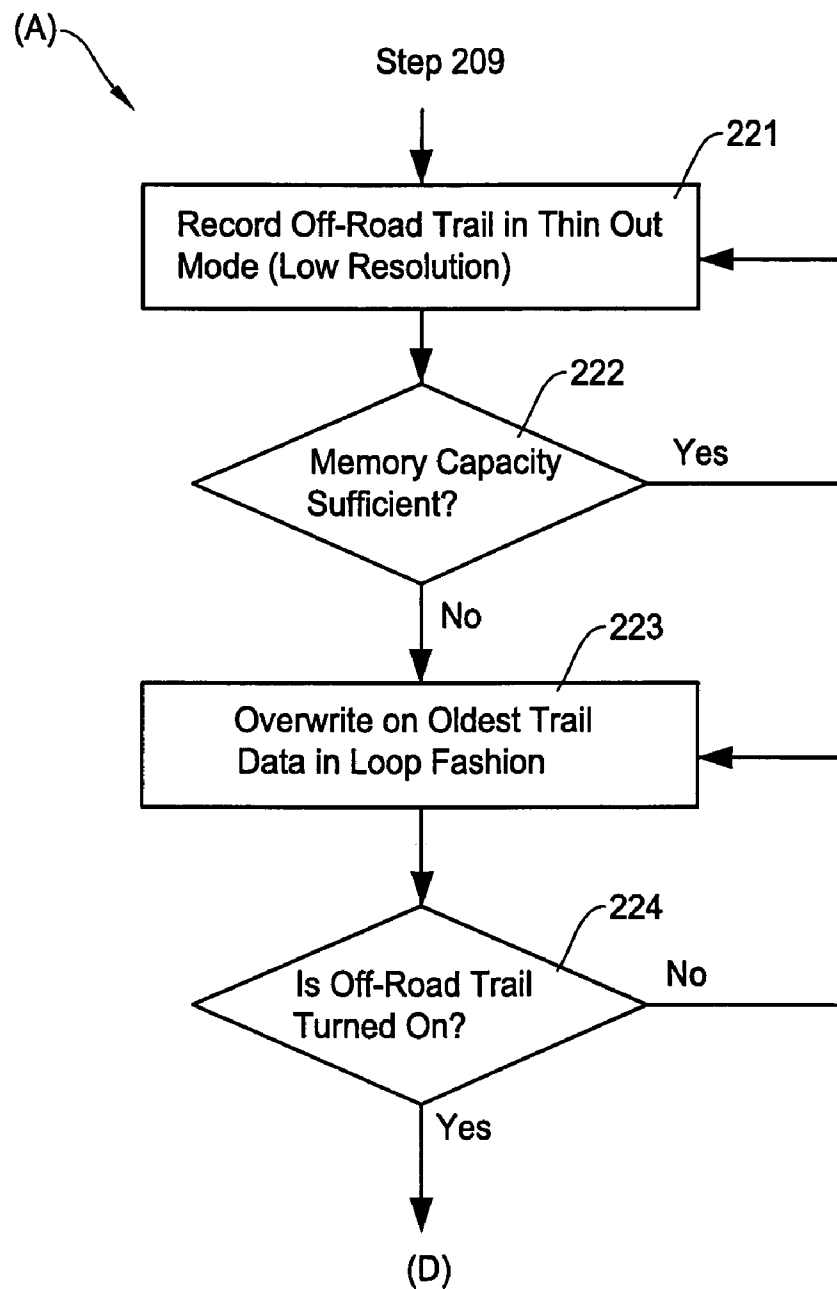 (A)
Step 209
221
Record Off-Road Trail in Thin Out
Mode (Low Resolution)
222
Memory Capacity
Sufficient?
Yes
No
223
Overwrite on Oldest Trail
Data in Loop Fashion
224
Is Off-Road Trail
Turned On?
No
Yes
(D)